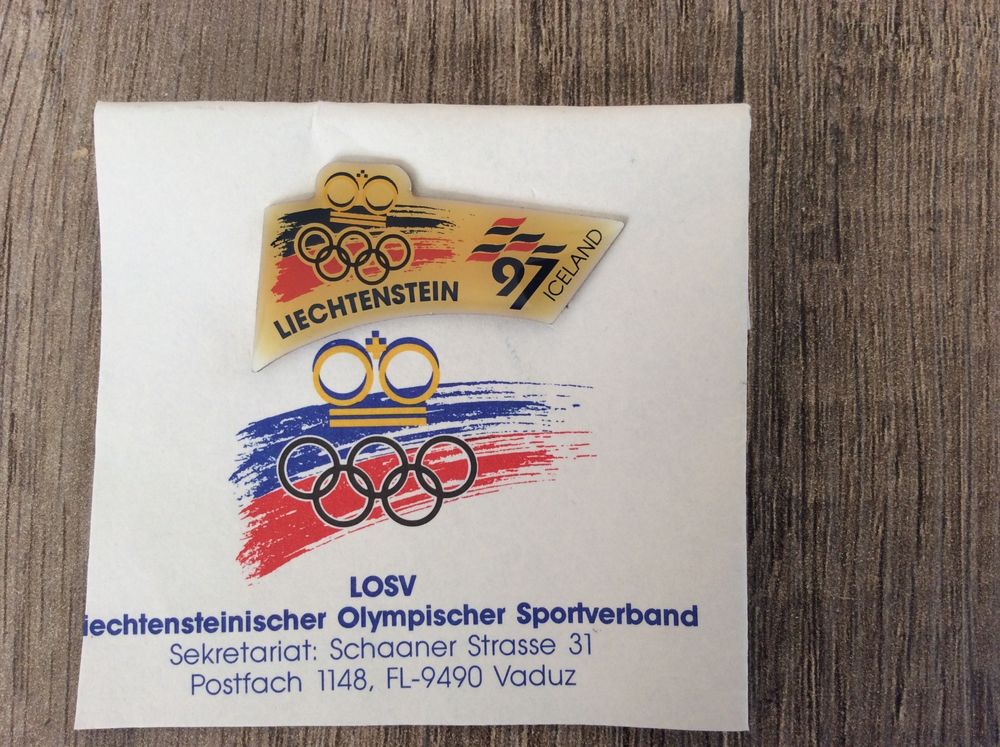 LIECHTENSTEIN
97
ICELAND
LOSV
iechtensteinischer Olympischer Sportverband
Sekretariat: Schaaner Strasse 31
Postfach 1148, FL-9490 Vaduz